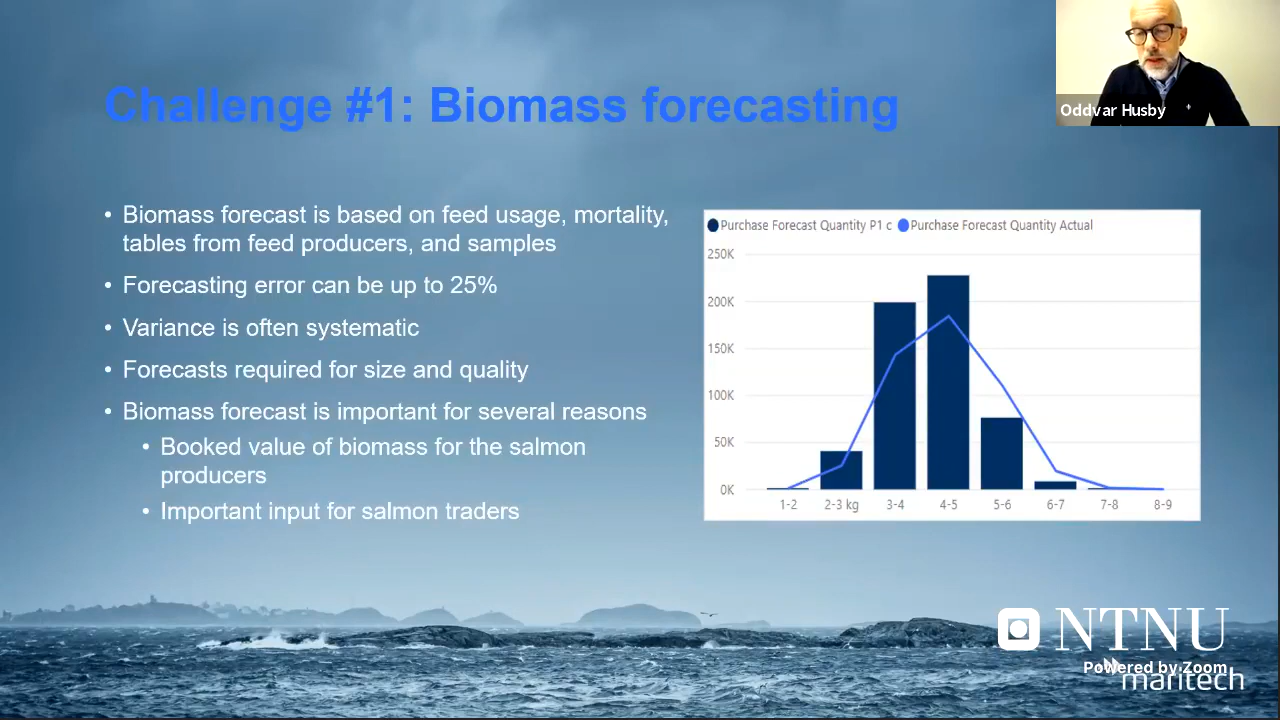 Challenge #1: Biomass forecasting
Oddvar Husby
• Biomass forecast is based on feed usage, mortality,
tables from feed producers, and samples
• Forecasting error can be up to 25%
• Variance is often systematic
• Forecasts required for size and quality
• Biomass forecast is important for several reasons
• Booked value of biomass for the salmon
producers
• Important input for salmon traders
Purchase Forecast Quantity P1 c Purchase Forecast Quantity Actual
250K
200K
150K
100K
50K
0K
1-2 2-3 kg 3-4 4-5 5-6 6-7 7-8 8-9
NTNU
Powered by Zoom
maritech